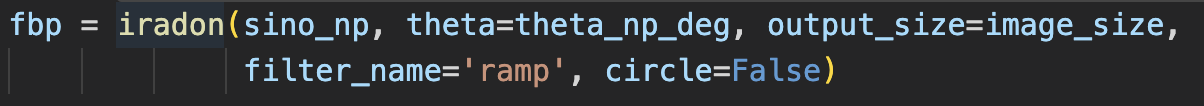 fbp = iradon(sino_np, theta=theta_np_deg, output_size=image_size,
filter_name='ramp', circle=False)